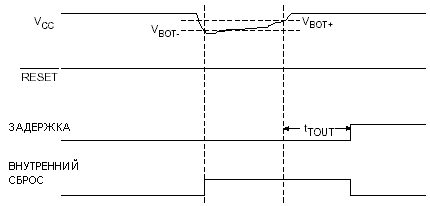 VCC
VBOT-
VBOT+
RESET
ЗАДЕРЖКА
tTOUT
ВНУТРЕННИЙ
СБРОС